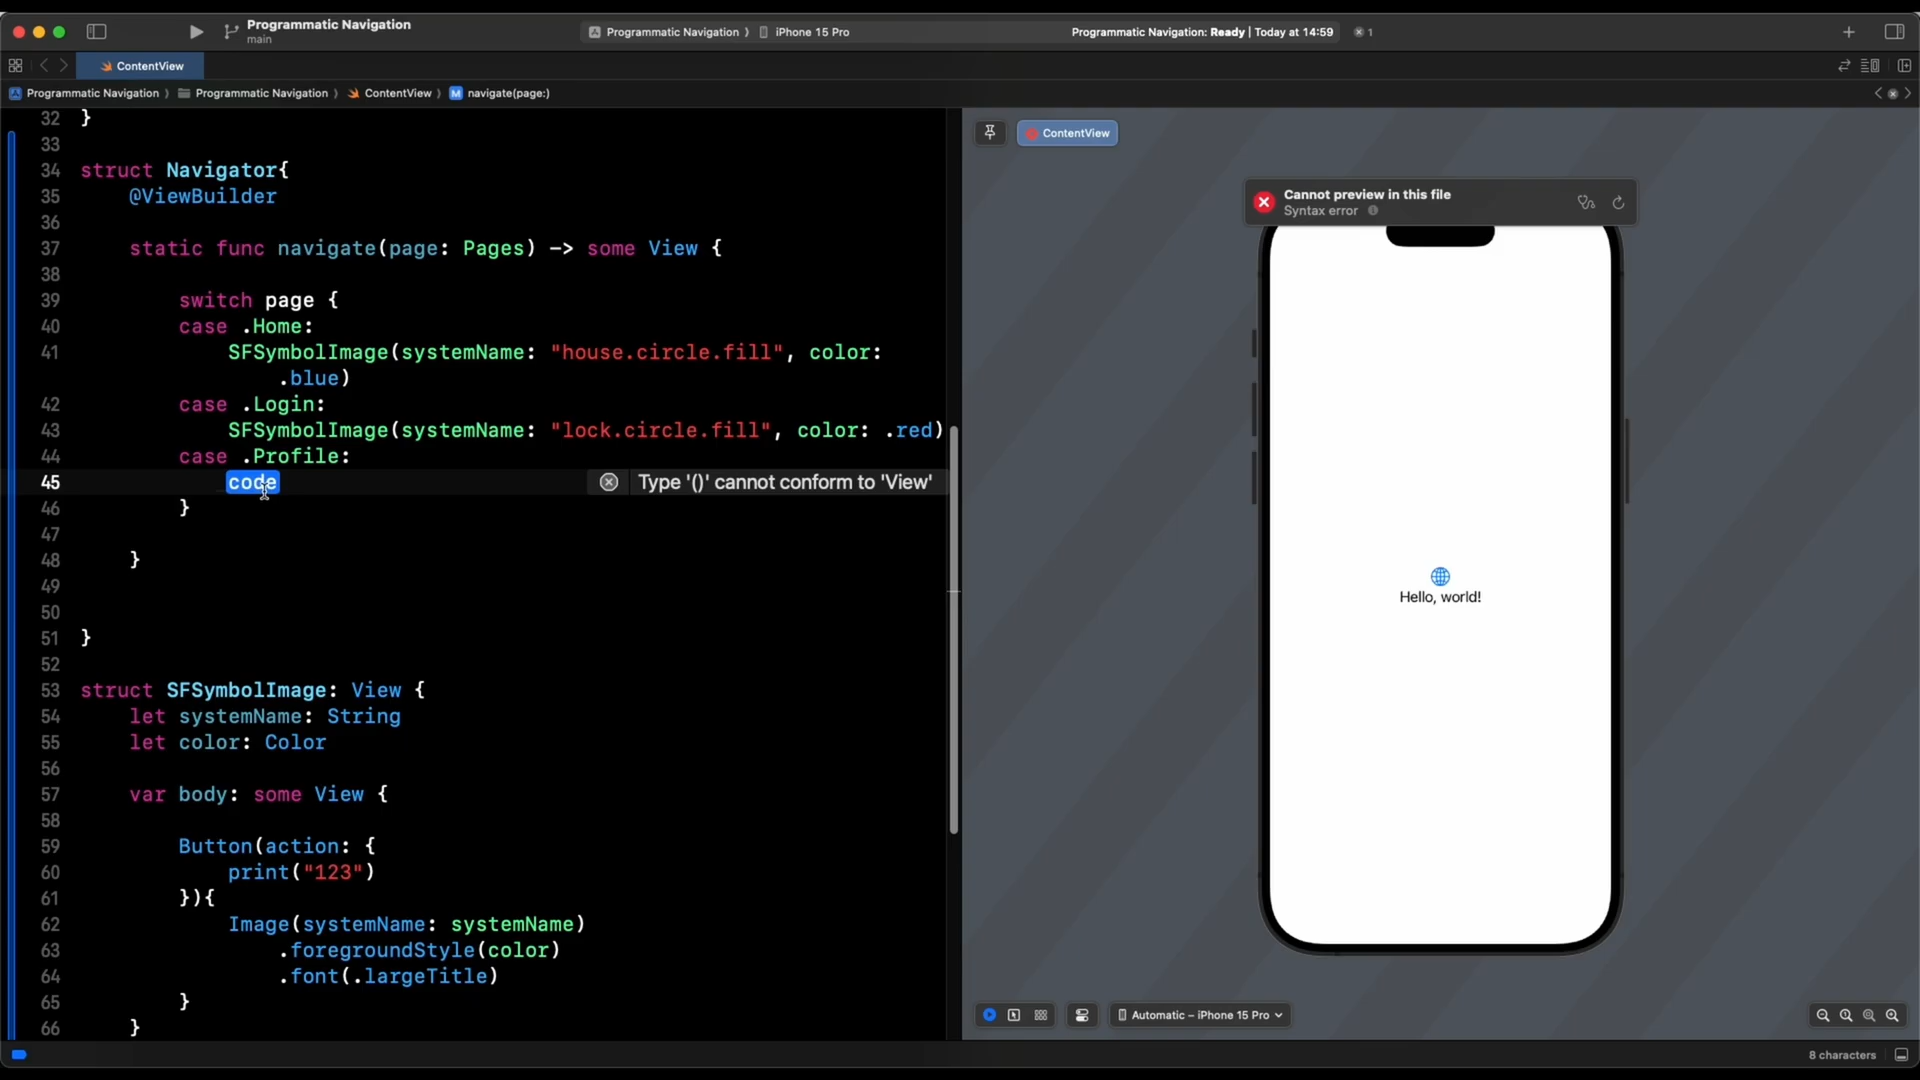 Programmatic Navigation
main
Programmatic Navigation 〉 iPhone 15 Pro
Programmatic Navigation: Ready | Today at 14:59
1
ContentView
Programmatic Navigation 〉 Programmatic Navigation 〉 ContentView 〉 M navigate(page:)
32 }
33
34 struct Navigator{
35 @ViewBuilder
36
37 static func navigate(page: Pages) -> some View {
38
39 switch page {
40 case .Home:
41 SFSymbolImage(systemName: "house.circle.fill", color:
.blue)
42 case .Login:
43 SFSymbolImage(systemName: "lock.circle.fill", color: .red)
44 case .Profile:
45 code
Type '()' cannot conform to 'View'
46 }
47
48 }
49
50
51 }
52
53 struct SFSymbolImage: View {
54 let systemName: String
55 let color: Color
56
57 var body: some View {
58
59 Button(action: {
60 print("123")
61 }){
62 Image(systemName: systemName)
63 .foregroundStyle(color)
64 .font(.largeTitle)
65 }
66 }
ContentView
Cannot preview in this file
Syntax error
Hello, world!
Automatic – iPhone 15 Pro
8 characters